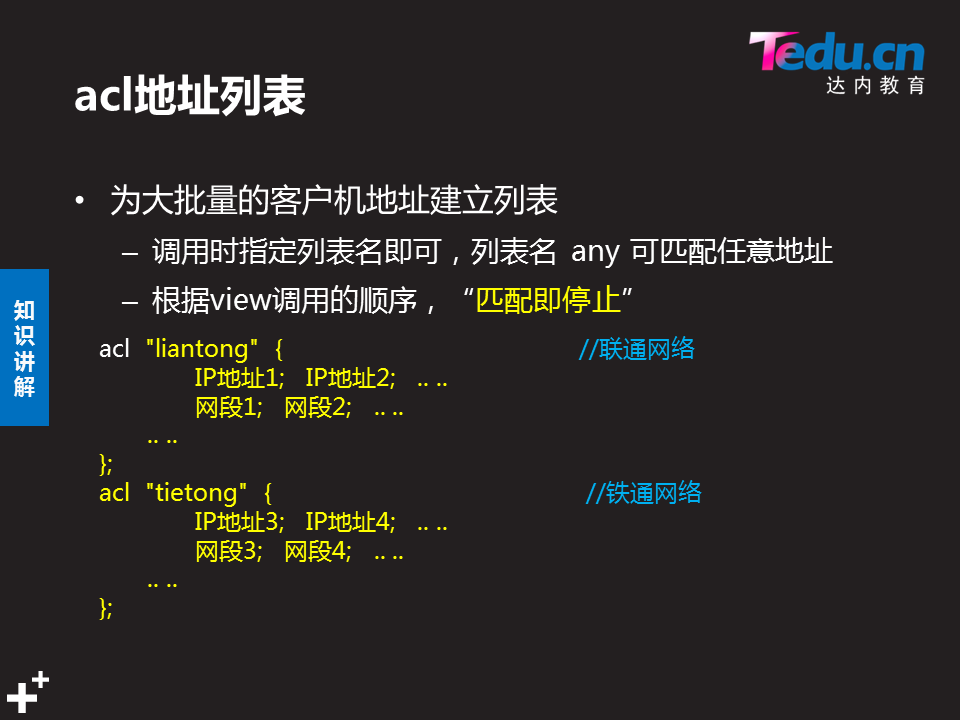 Tedu.cn
达内教育
acl地址列表
• 为大批量的客户机地址建立列表
– 调用时指定列表名即可，列表名 any 可匹配任意地址
– 根据view调用的顺序，“匹配即停止”
知识讲解
acl "liantong" { //联通网络
IP地址1; IP地址2; .. ..
网段1; 网段2; .. ..
.. ..
};
acl "tietong" { //铁通网络
IP地址3; IP地址4; .. ..
网段3; 网段4; .. ..
.. ..
};